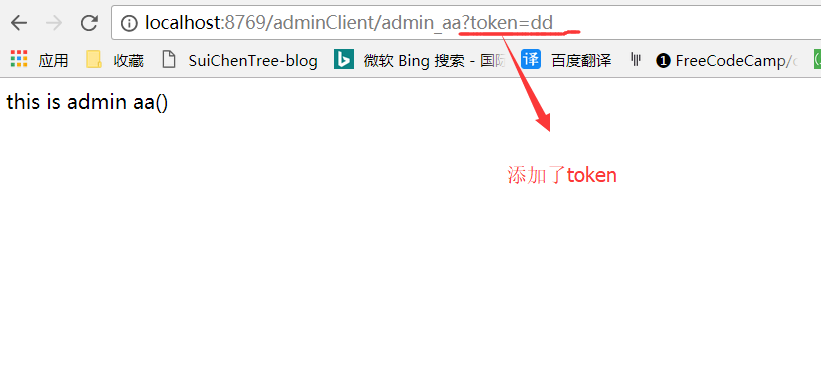 localhost:8769/adminClient/admin_aa?token=dd
应用 收藏 SuiChenTree-blog 微软 Bing 搜索 - 国 译 百度翻译 FreeCodeCamp/
this is admin aa()
添加了token